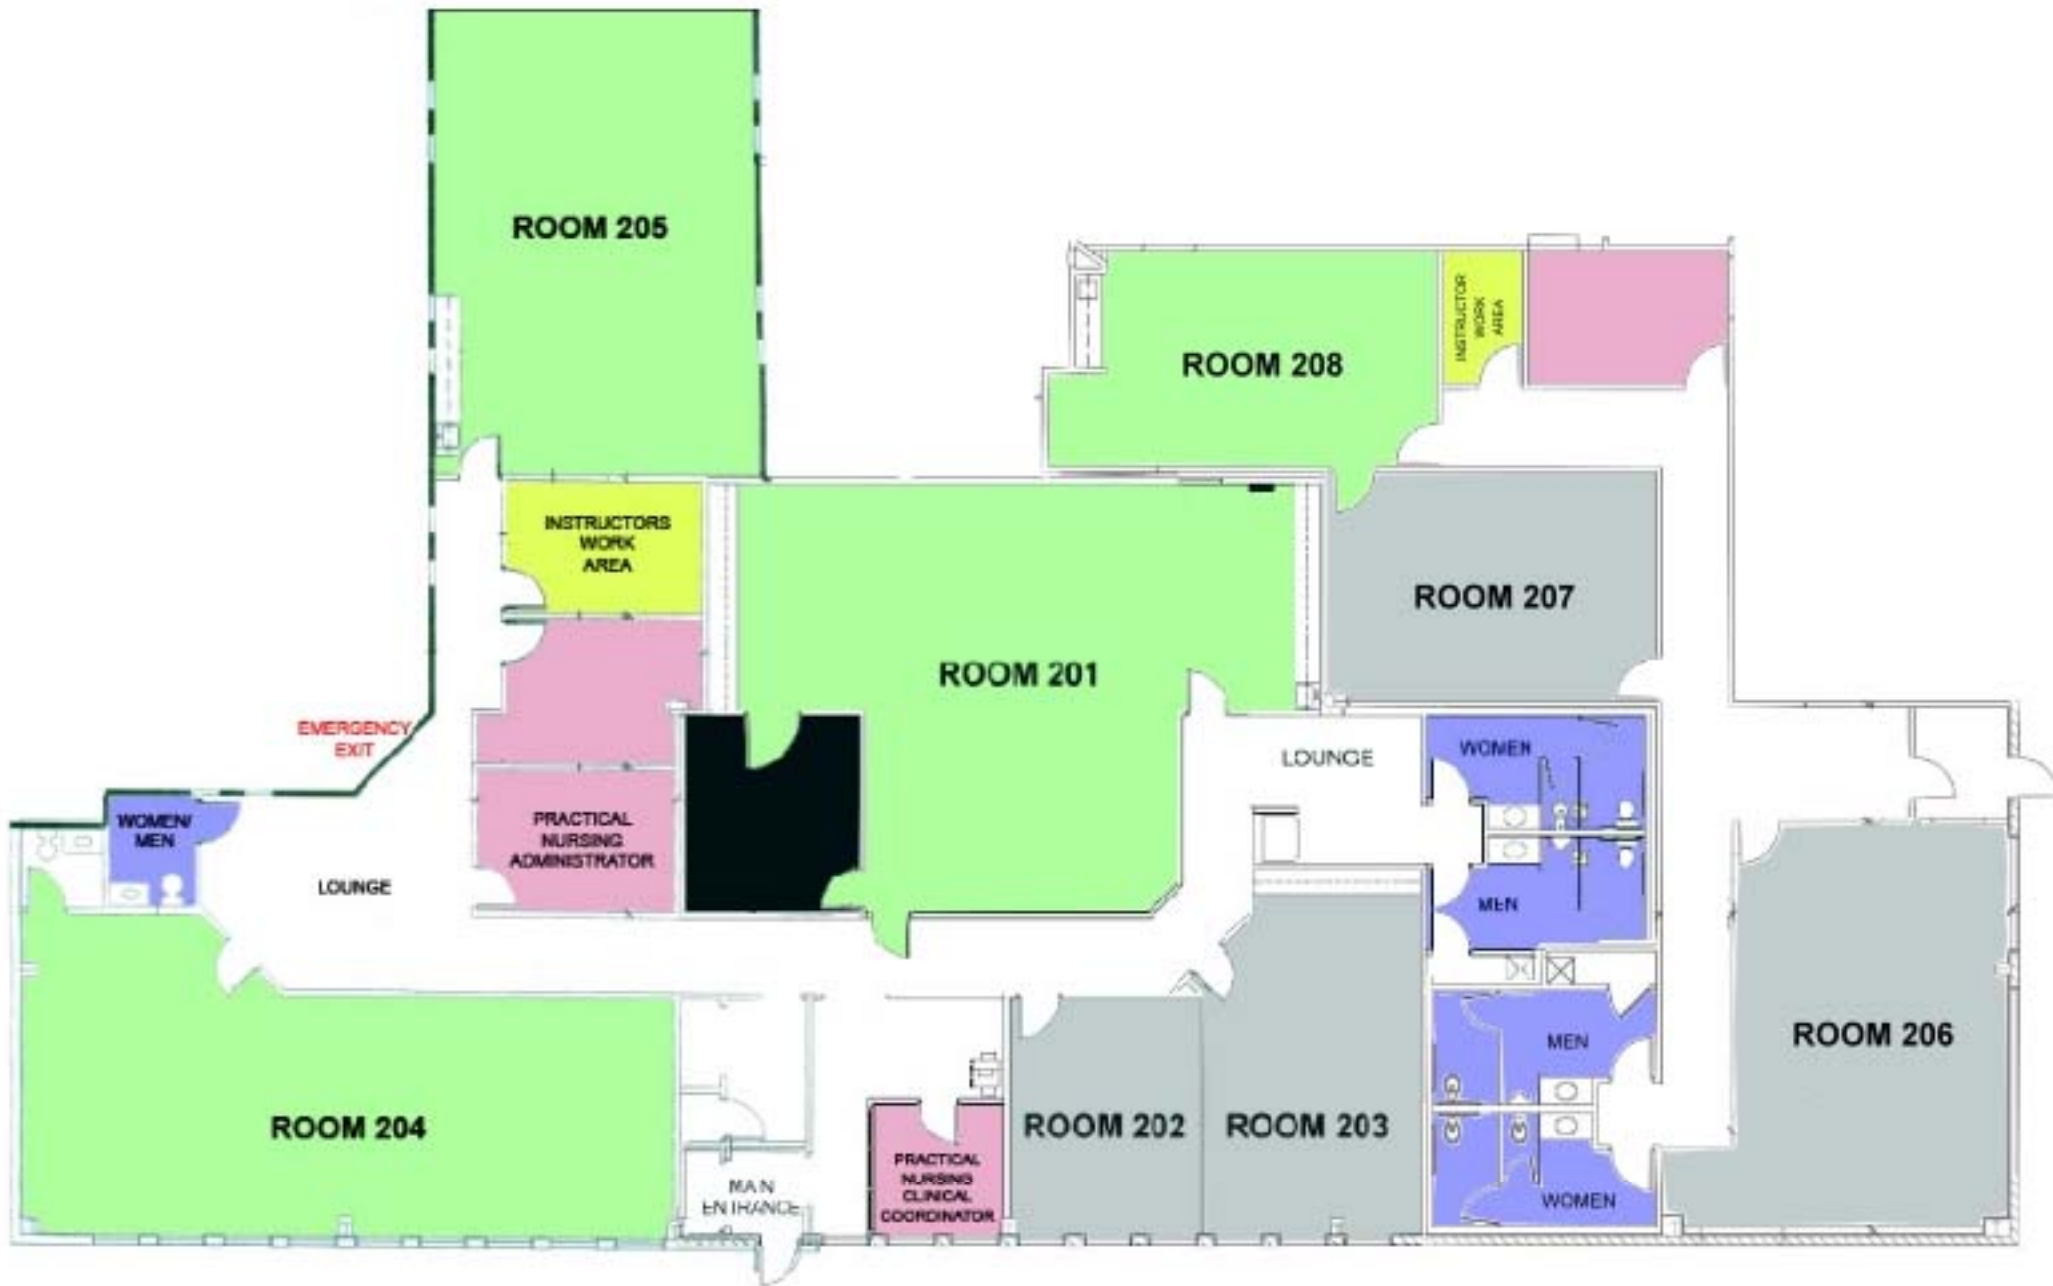 ROOM 205
ROOM 208
INSTRUCTOR
WORK
AREA
INSTRUCTORS
WORK
AREA
ROOM 207
ROOM 201
EMERGENCY
EXIT
LOUNGE
WOMEN
WOMEN/
MEN
PRACTICAL
NURSING
ADMINISTRATOR
LOUNGE
MEN
ROOM 206
MEN
ROOM 204
ROOM 202
ROOM 203
MAIN
ENTRANCE
PRACTICAL
NURSING
CLINICAL
COORDINATOR
WOMEN